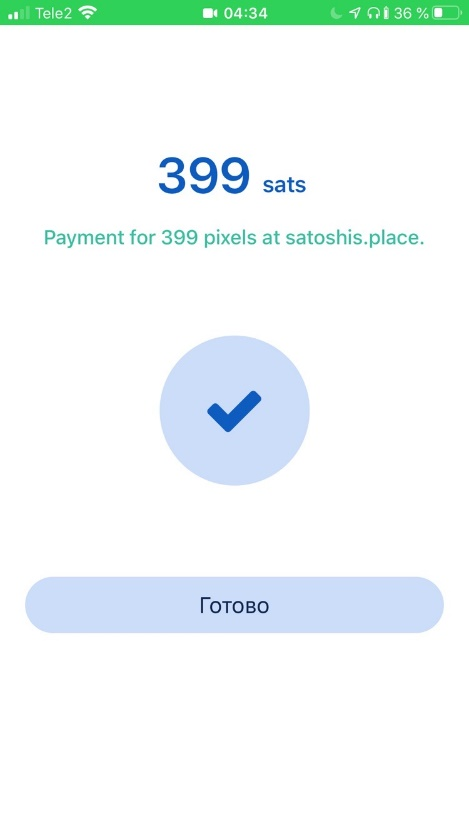 Tele2 04:34 36 %
399 sats
Payment for 399 pixels at satoshis.place.
Готово